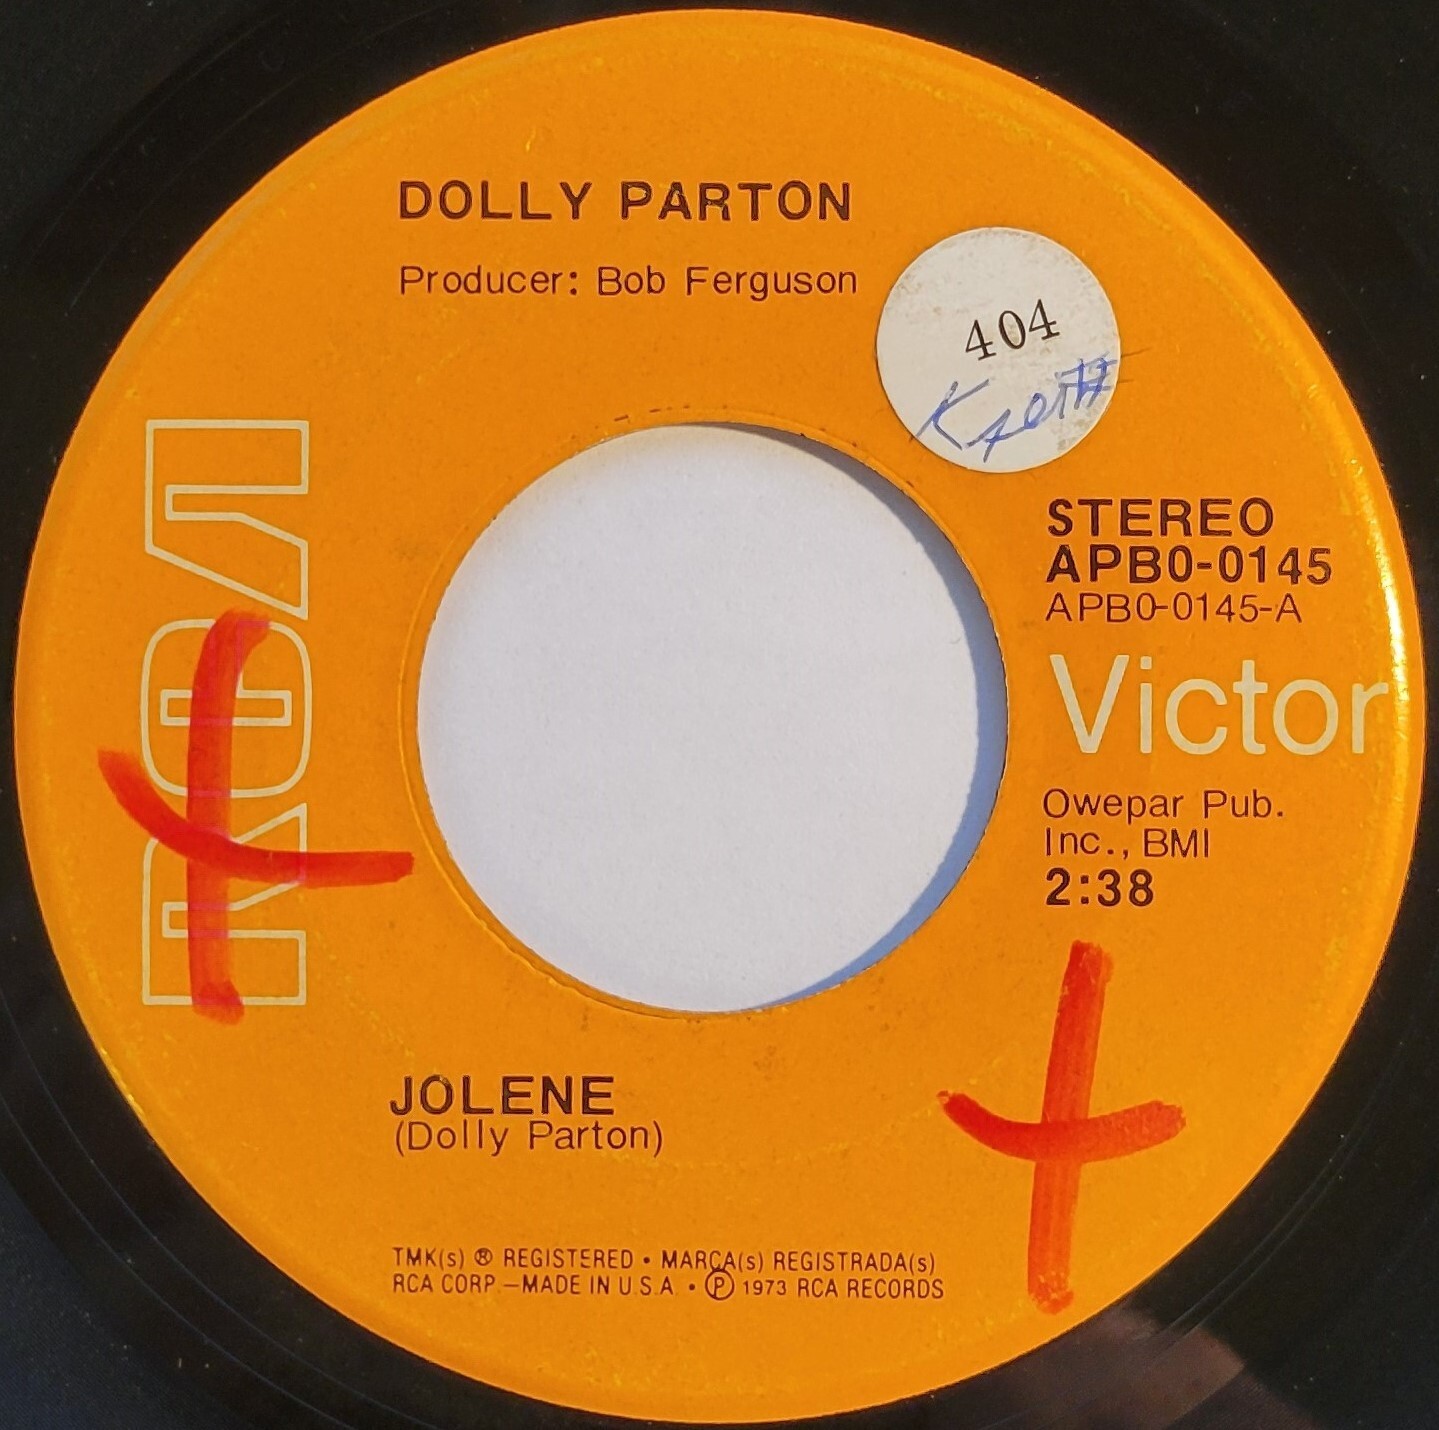 DOLLY PARTON
Producer: Bob Ferguson
404
Keith
RCA
STEREO
APB0-0145
APB0-0145-A
Victor
Owepar Pub.
Inc., BMI
2:38
JOLENE
(Dolly Parton)
TMK(s) ® REGISTERED • MARCA(s) REGISTRADA(s)
RCA CORP.–MADE IN U.S.A. • ℗ 1973 RCA RECORDS